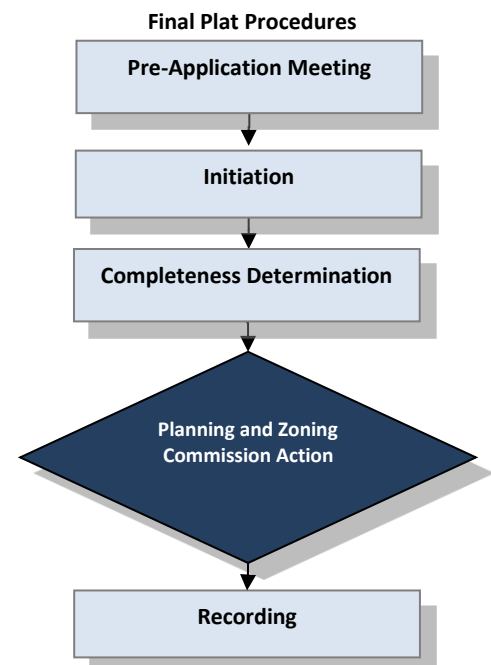 Final Plat Procedures
Pre-Application Meeting
Initiation
Completeness Determination
Planning and Zoning
Commission Action
Recording